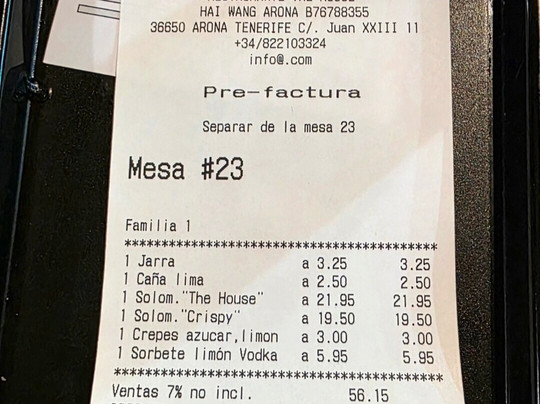 HAI WANG ARONA B76788355
36650 ARONA TENERIFE C/. Juan XXIII 11
+34/822103324
info@.com
Pre-factura
Separar de la mesa 23
Mesa #23
Familia 1
****************************************
1 Jarra a 3.25 3.25
1 Caña lima a 2.50 2.50
1 Solom."The House" a 21.95 21.95
1 Solom."Crispy" a 19.50 19.50
1 Crepes azucar,limon a 3.00 3.00
1 Sorbete limón Vodka a 5.95 5.95
****************************************
Ventas 7% no incl. 56.15